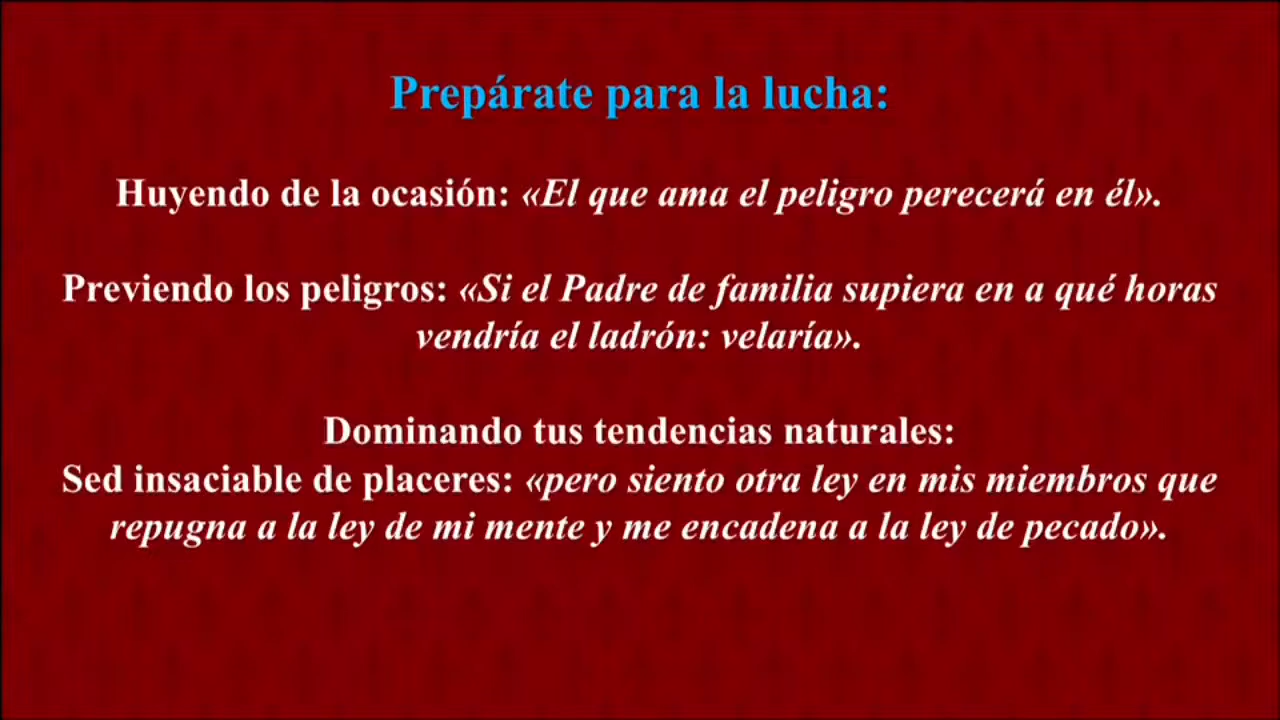 Prepárate para la lucha:
Huyendo de la ocasión: «El que ama el peligro perecerá en él».
Previendo los peligros: «Si el Padre de familia supiera en a qué horas
vendría el ladrón: velaría».
Dominando tus tendencias naturales:
Sed insaciable de placeres: «pero siento otra ley en mis miembros que
repugna a la ley de mi mente y me encadena a la ley de pecado».